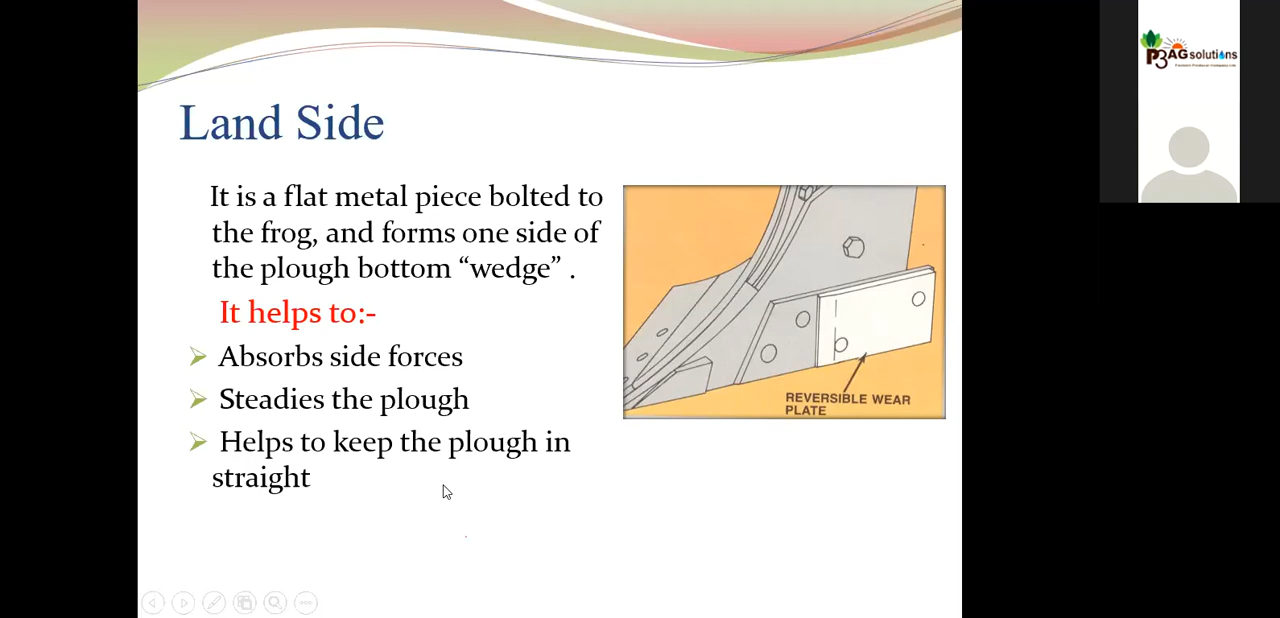 Land Side
It is a flat metal piece bolted to
the frog, and forms one side of
the plough bottom “wedge” .
It helps to:-
Absorbs side forces
Steadies the plough
Helps to keep the plough in
straight
REVERSIBLE WEAR
PLATE
P3AGsolutions